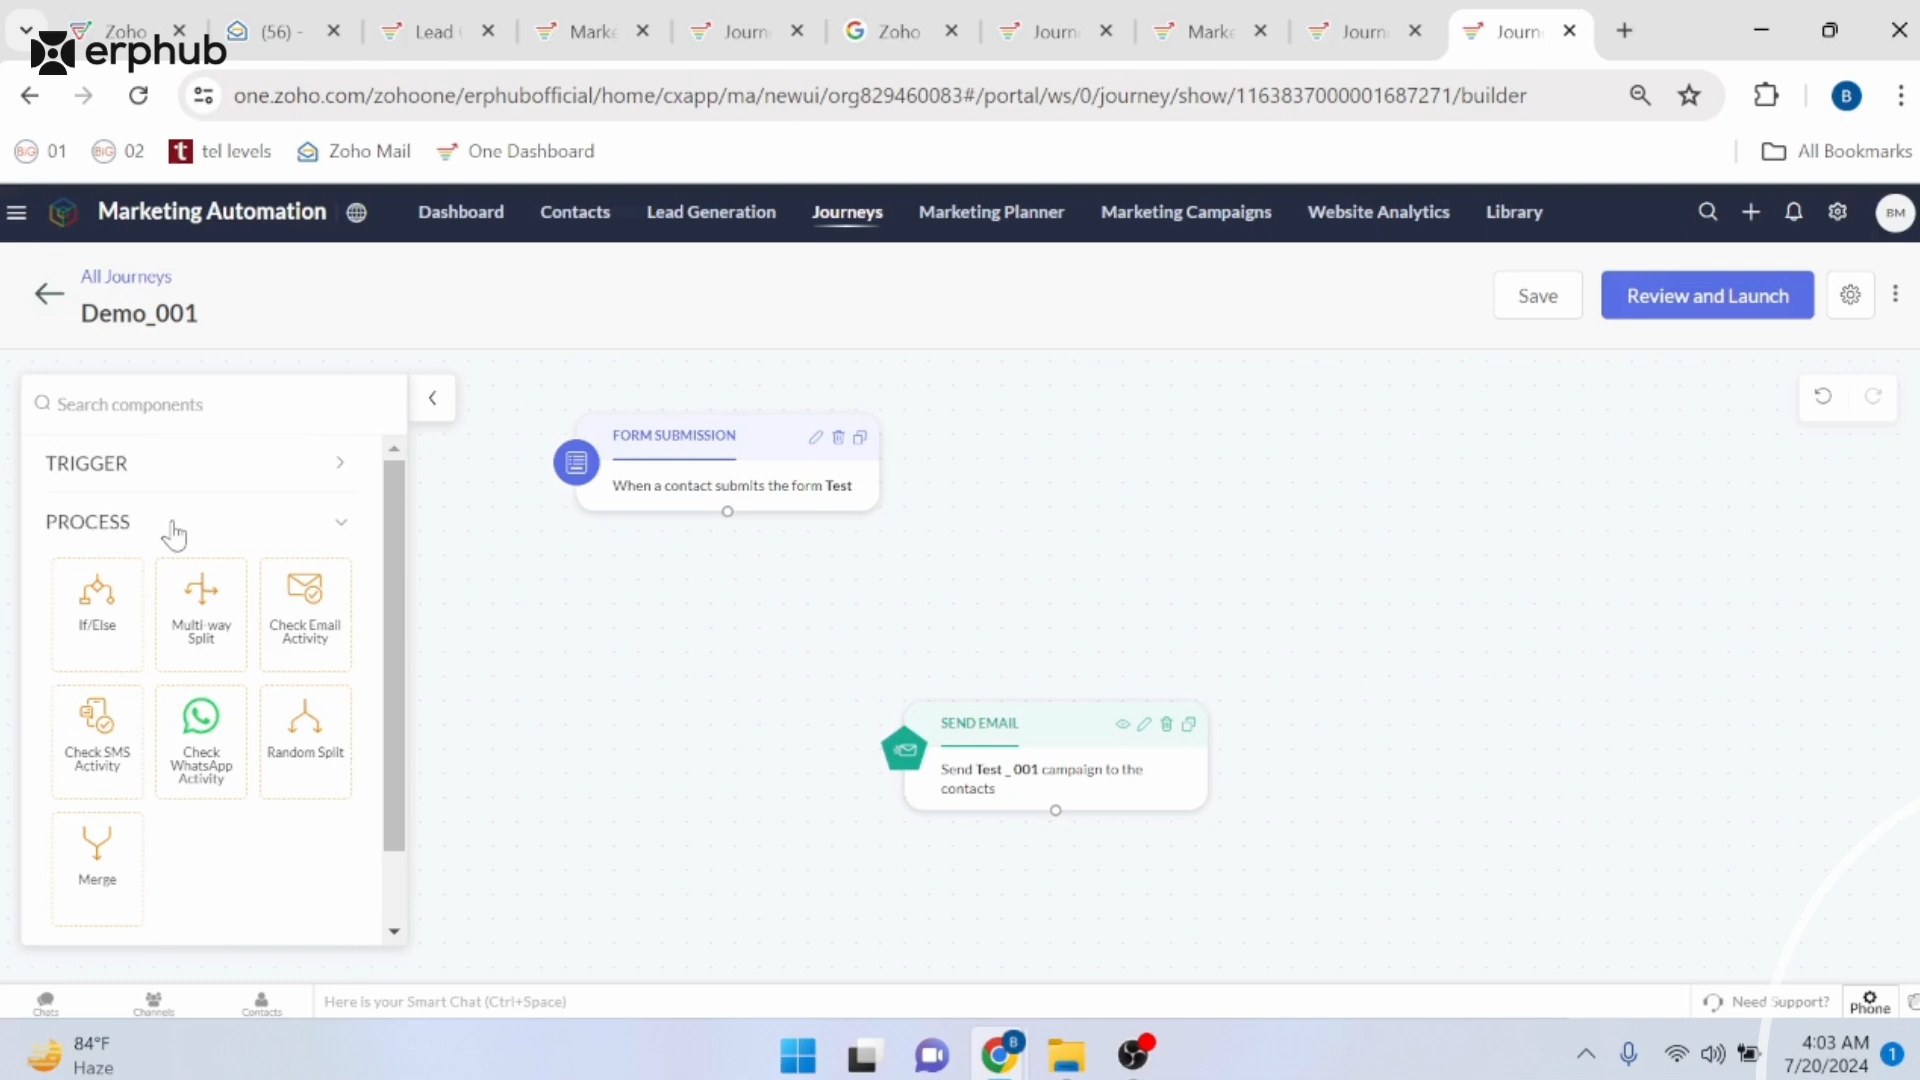 Zoho
(56) -
Lead
Marke
Journ
Zoho
Journ
Marke
Journ
Journ
erphub
one.zoho.com/zohoone/erphubofficial/home/cxapp/ma/newui/org829460083#/portal/ws/0/journey/show/1163837000001687271/builder
B
BIG 01
BIG 02
t tel levels
Zoho Mail
One Dashboard
All Bookmarks
Marketing Automation
Dashboard
Contacts
Lead Generation
Journeys
Marketing Planner
Marketing Campaigns
Website Analytics
Library
BM
All Journeys
Demo_001
Save
Review and Launch
Search components
TRIGGER
PROCESS
If/Else
Multi-way
Split
Check Email
Activity
Check SMS
Activity
Check
WhatsApp
Activity
Random Split
Merge
FORM SUBMISSION
When a contact submits the form Test
SEND EMAIL
Send Test _ 001 campaign to the
contacts
Chats
Channels
Contacts
Here is your Smart Chat (Ctrl+Space)
Need Support?
Phone
84°F
Haze
B
4:03 AM
7/20/2024
1